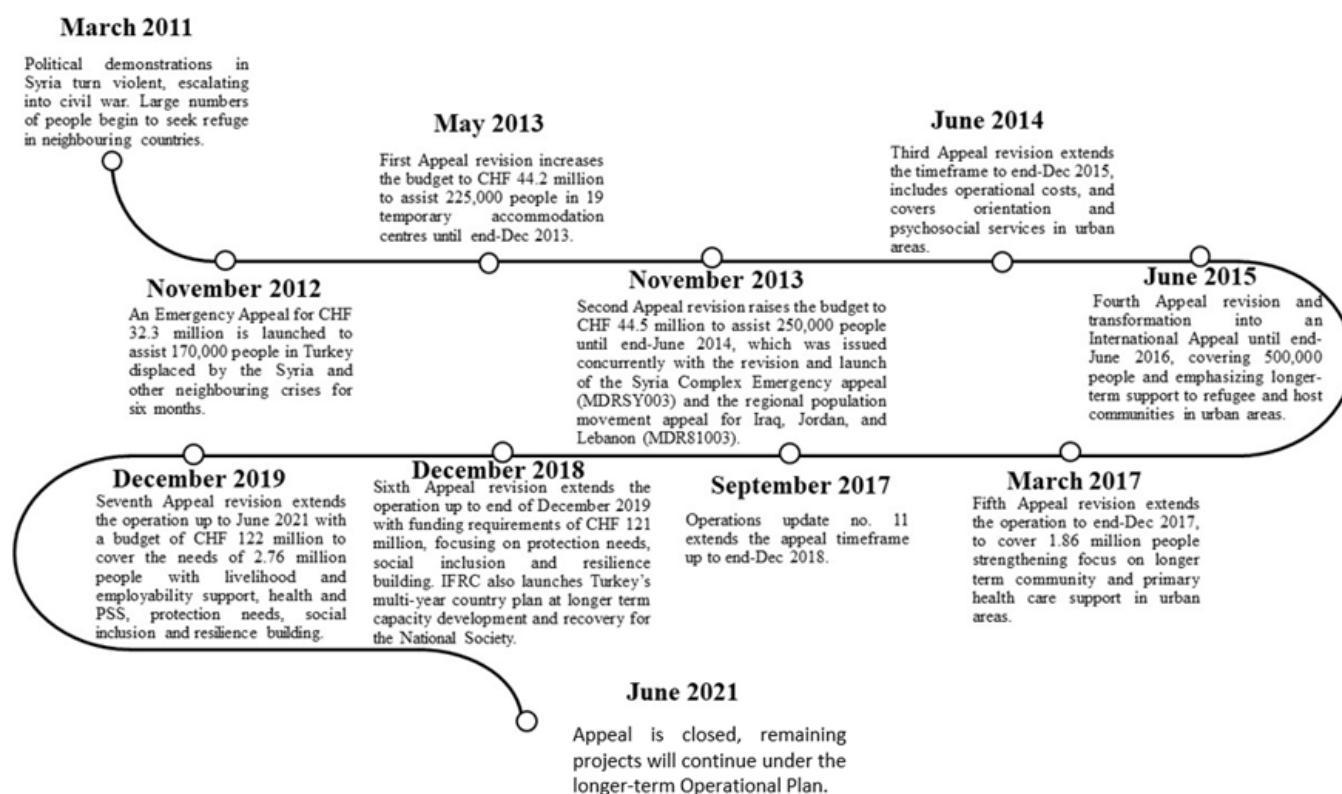 March 2011
Political demonstrations in
Syria turn violent, escalating
into civil war. Large numbers
of people begin to seek refuge
in neighbouring countries.
November 2012
An Emergency Appeal for CHF
32.3 million is launched to
assist 170,000 people in Turkey
displaced by the Syria and
other neighbouring crises for
six months.
May 2013
First Appeal revision increases
the budget to CHF 44.2 million
to assist 225,000 people in 19
temporary accommodation
centres until end-Dec 2013.
November 2013
Second Appeal revision raises the budget to
CHF 44.5 million to assist 250,000 people
until end-June 2014, which was issued
concurrently with the revision and launch
of the Syria Complex Emergency appeal
(MDRSY003) and the regional population
movement appeal for Iraq, Jordan, and
Lebanon (MDR81003).
June 2014
Third Appeal revision extends
the timeframe to end-Dec 2015,
includes operational costs, and
covers orientation and
psychosocial services in urban
areas.
June 2015
Fourth Appeal revision and
transformation into an
International Appeal until end-
June 2016, covering 500,000
people and emphasizing longer-
term support to refugee and host
communities in urban areas.
March 2017
Fifth Appeal revision extends
the operation to end-Dec 2017,
to cover 1.86 million people
strengthening focus on longer
term community and primary
health care support in urban
areas.
September 2017
Operations update no. 11
extends the appeal timeframe
up to end-Dec 2018.
December 2018
Sixth Appeal revision extends the
operation up to end of December 2019
with funding requirements of CHF 121
million, focusing on protection needs,
social inclusion and resilience
building. IFRC also launches Turkey's
multi-year country plan at longer term
capacity development and recovery for
the National Society.
December 2019
Seventh Appeal revision extends
the operation up to June 2021 with
a budget of CHF 122 million to
cover the needs of 2.76 million
people with livelihood and
employability support, health and
PSS, protection needs, social
inclusion and resilience building.
June 2021
Appeal is closed, remaining
projects will continue under the
longer-term Operational Plan.